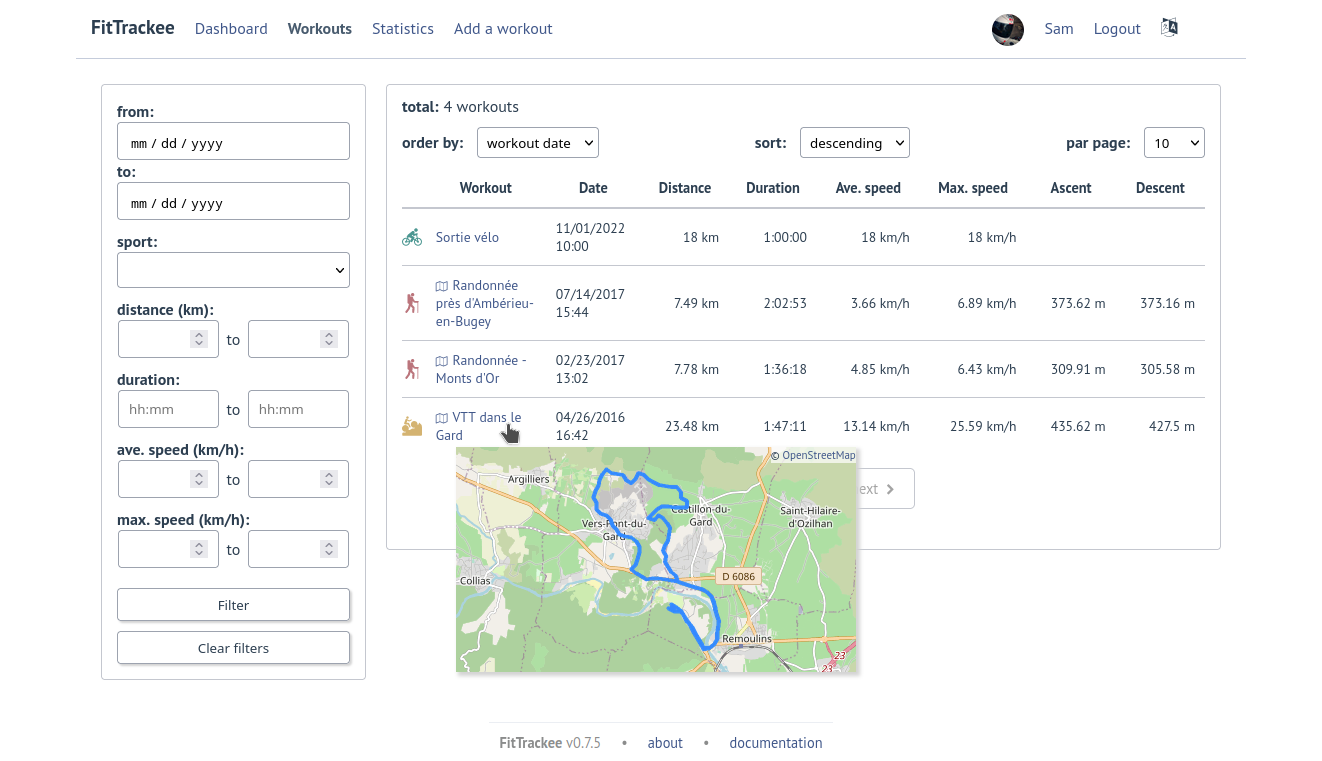 FitTrackee Dashboard Workouts Statistics Add a workout Sam Logout
from:
mm / dd / yyyy
to:
mm / dd / yyyy
sport:
distance (km):
to
duration:
hh:mm to hh:mm
ave. speed (km/h):
to
max. speed (km/h):
to
Filter
Clear filters
total: 4 workouts
order by: workout date sort: descending par page: 10
Workout Date Distance Duration Ave. speed Max. speed Ascent Descent
Sortie vélo 11/01/2022 10:00 18 km 1:00:00 18 km/h 18 km/h
Randonnée près d'Ambérieu-en-Bugey 07/14/2017 15:44 7.49 km 2:02:53 3.66 km/h 6.89 km/h 373.62 m 373.16 m
Randonnée - Monts d'Or 02/23/2017 13:02 7.78 km 1:36:18 4.85 km/h 6.43 km/h 309.91 m 305.58 m
VTT dans le Gard 04/26/2016 16:42 23.48 km 1:47:11 13.14 km/h 25.59 km/h 435.62 m 427.5 m
© OpenStreetMap
Argilliers
ext
Castillon-du-Gard
Saint-Hilaire-d'Ozilhan
Vers-Pont-du-Gard
Collias
D 6086
Remoulins
23
23
FitTrackee v0.7.5 • about • documentation